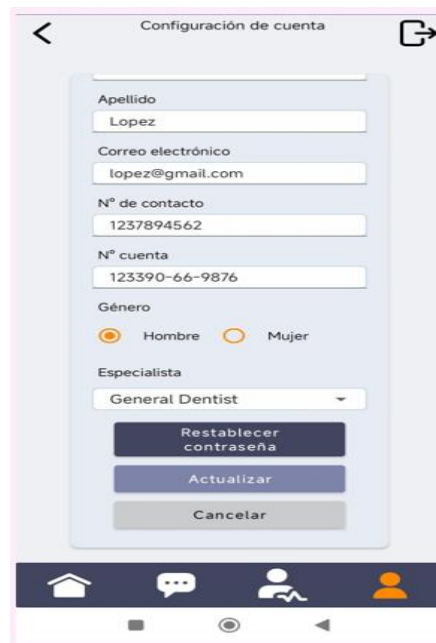 Configuración de cuenta
Apellido
Lopez
Correo electrónico
lopez@gmail.com
N° de contacto
1237894562
N° cuenta
123390-66-9876
Género
Hombre Mujer
Especialista
General Dentist
Restablecer
contraseña
Actualizar
Cancelar